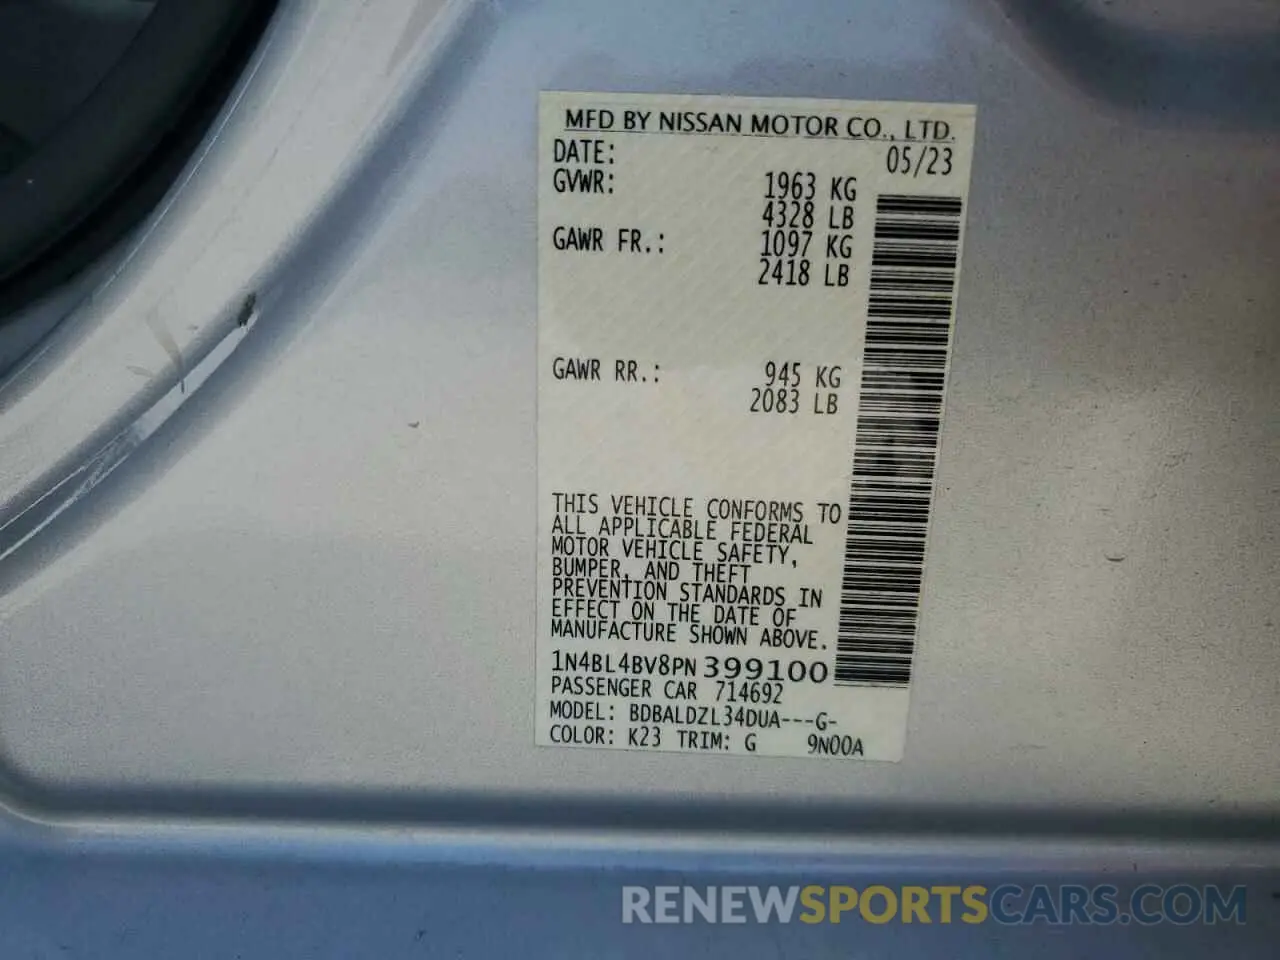 MFD BY NISSAN MOTOR CO., LTD.
DATE: 05/23
GVWR: 1963 KG
4328 LB
GAWR FR.: 1097 KG
2418 LB
GAWR RR.: 945 KG
2083 LB
THIS VEHICLE CONFORMS TO
ALL APPLICABLE FEDERAL
MOTOR VEHICLE SAFETY,
BUMPER, AND THEFT
PREVENTION STANDARDS IN
EFFECT ON THE DATE OF
MANUFACTURE SHOWN ABOVE.
1N4BL4BV8PN399100
PASSENGER CAR 714692
MODEL: BDBALDZL34DUA---G-
COLOR: K23 TRIM: G 9N00A
RENEWSPORTSCARS.COM